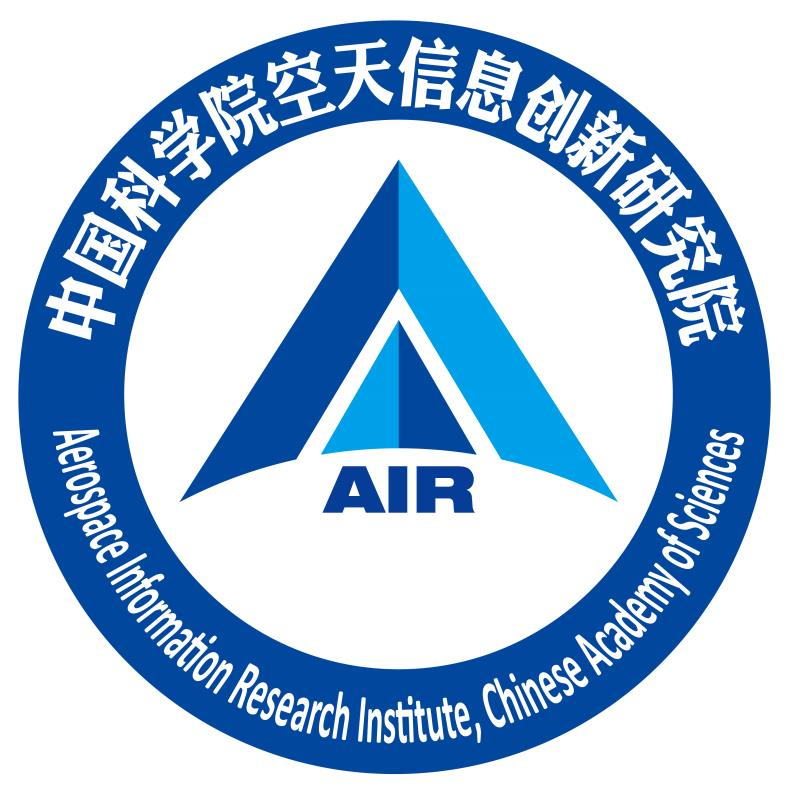 中国科学院空天信息创新研究院
AIR
Aerospace Information Research Institute, Chinese Academy of Sciences